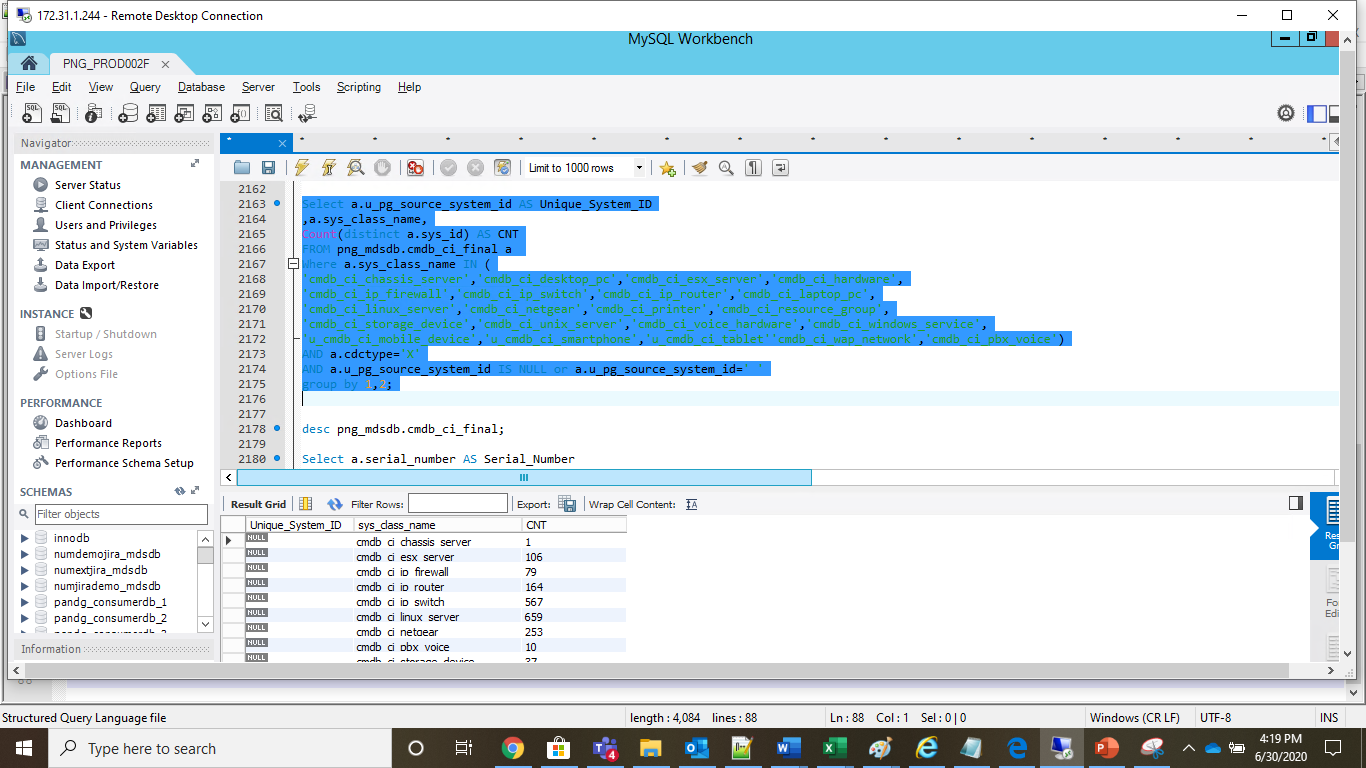 172.31.1.244 - Remote Desktop Connection
MySQL Workbench
PNG_PROD002F
File Edit View Query Database Server Tools Scripting Help
Navigator
MANAGEMENT
Server Status
Client Connections
Users and Privileges
Status and System Variables
Data Export
Data Import/Restore
INSTANCE
Startup / Shutdown
Server Logs
Options File
PERFORMANCE
Dashboard
Performance Reports
Performance Schema Setup
SCHEMAS
Filter objects
innodb
numdemojira_mdsdb
numextjira_mdsdb
numjirademo_mdsdb
pandg_consumerdb_1
pandg_consumerdb_2
Information
Limit to 1000 rows
2162
2163 Select a.u_pg_source_system_id AS Unique_System_ID
2164 ,a.sys_class_name,
2165 Count(distinct a.sys_id) AS CNT
2166 FROM png_mdsdb.cmdb_ci_final a
2167 Where a.sys_class_name IN (
2168 'cmdb_ci_chassis_server','cmdb_ci_desktop_pc','cmdb_ci_esx_server','cmdb_ci_hardware',
2169 'cmdb_ci_ip_firewall','cmdb_ci_ip_switch','cmdb_ci_ip_router','cmdb_ci_laptop_pc',
2170 'cmdb_ci_linux_server','cmdb_ci_netgear','cmdb_ci_printer','cmdb_ci_resource_group',
2171 'cmdb_ci_storage_device','cmdb_ci_unix_server','cmdb_ci_voice_hardware','cmdb_ci_windows_service',
2172 'u_cmdb_ci_mobile_device','u_cmdb_ci_smartphone','u_cmdb_ci_tablet''cmdb_ci_wap_network','cmdb_ci_pbx_voice')
2173 AND a.cdctype='X'
2174 AND a.u_pg_source_system_id IS NULL or a.u_pg_source_system_id=' '
2175 group by 1,2;
2176
2177
2178 desc png_mdsdb.cmdb_ci_final;
2179
2180 Select a.serial_number AS Serial_Number
Result Grid Filter Rows: Export: Wrap Cell Content:
Unique_System_ID sys_class_name CNT
NULL cmdb_ci_chassis_server 1
NULL cmdb_ci_esx_server 106
NULL cmdb_ci_ip_firewall 79
NULL cmdb_ci_ip_router 164
NULL cmdb_ci_ip_switch 567
NULL cmdb_ci_linux_server 659
NULL cmdb_ci_netgear 253
NULL cmdb_ci_pbx_voice 10
NULL cmdb_ci_storage_device 37
Structured Query Language file length : 4,084 lines : 88 Ln : 88 Col : 1 Sel : 0 | 0 Windows (CR LF) UTF-8 INS
Type here to search
4:19 PM
6/30/2020